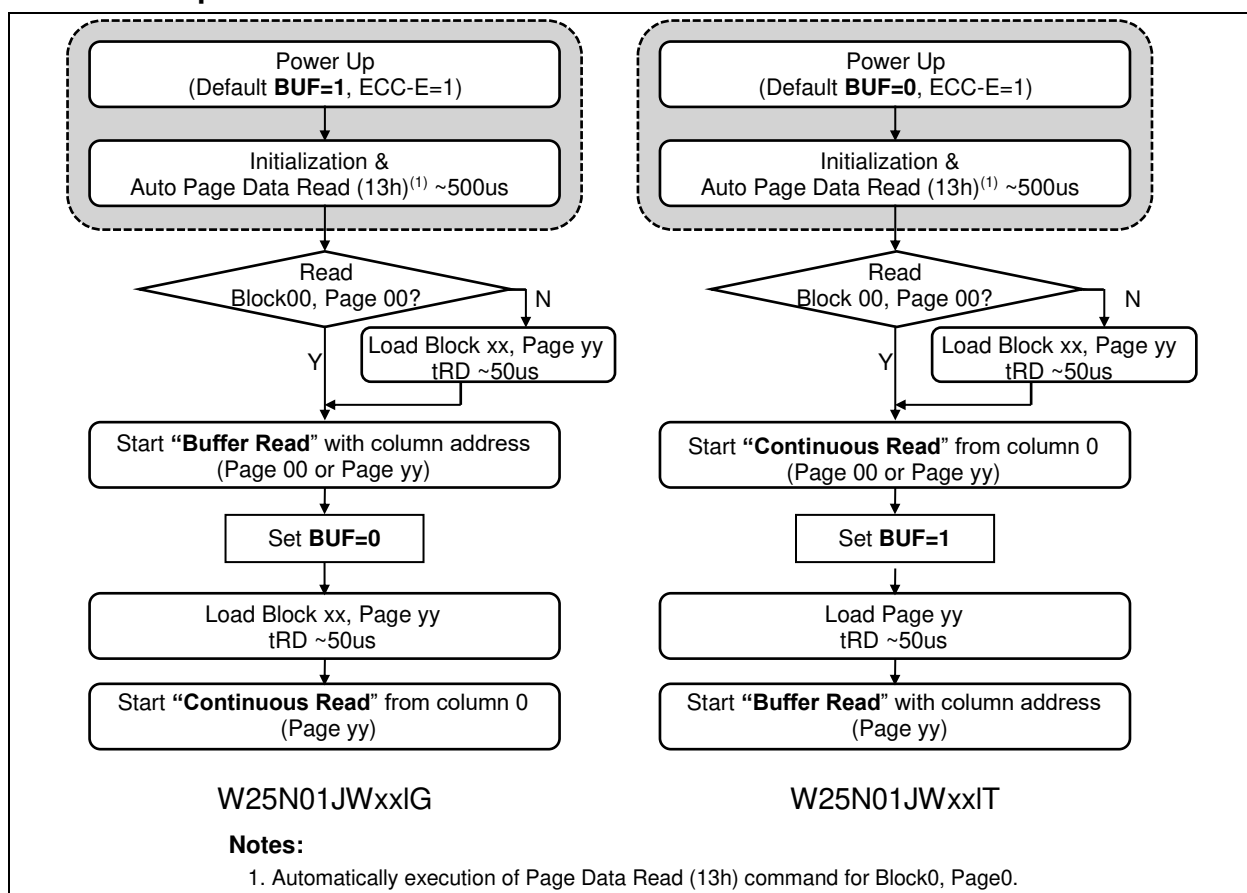 Power Up
(Default BUF=1, ECC-E=1)
Initialization &
Auto Page Data Read (13h)(1) ~500us
Read
Block00, Page 00?
N
Load Block xx, Page yy
tRD ~50us
Y
Start “Buffer Read” with column address
(Page 00 or Page yy)
Set BUF=0
Load Block xx, Page yy
tRD ~50us
Start “Continuous Read” from column 0
(Page yy)
W25N01JWxxIG
Power Up
(Default BUF=0, ECC-E=1)
Initialization &
Auto Page Data Read (13h)(1) ~500us
Read
Block 00, Page 00?
N
Load Block xx, Page yy
tRD ~50us
Y
Start “Continuous Read” from column 0
(Page 00 or Page yy)
Set BUF=1
Load Page yy
tRD ~50us
Start “Buffer Read” with column address
(Page yy)
W25N01JWxxIT
Notes:
1. Automatically execution of Page Data Read (13h) command for Block0, Page0.